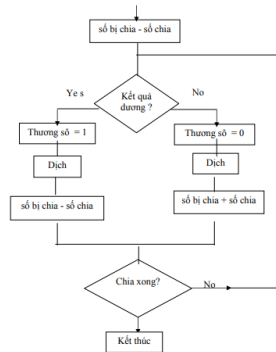 số bị chia - số chia
Kết quả
dương ?
Ye s
No
Thương số = 1
Thương số = 0
Dịch
Dịch
số bị chia - số chia
số bị chia + số chia
Chia xong?
No
Kết thúc